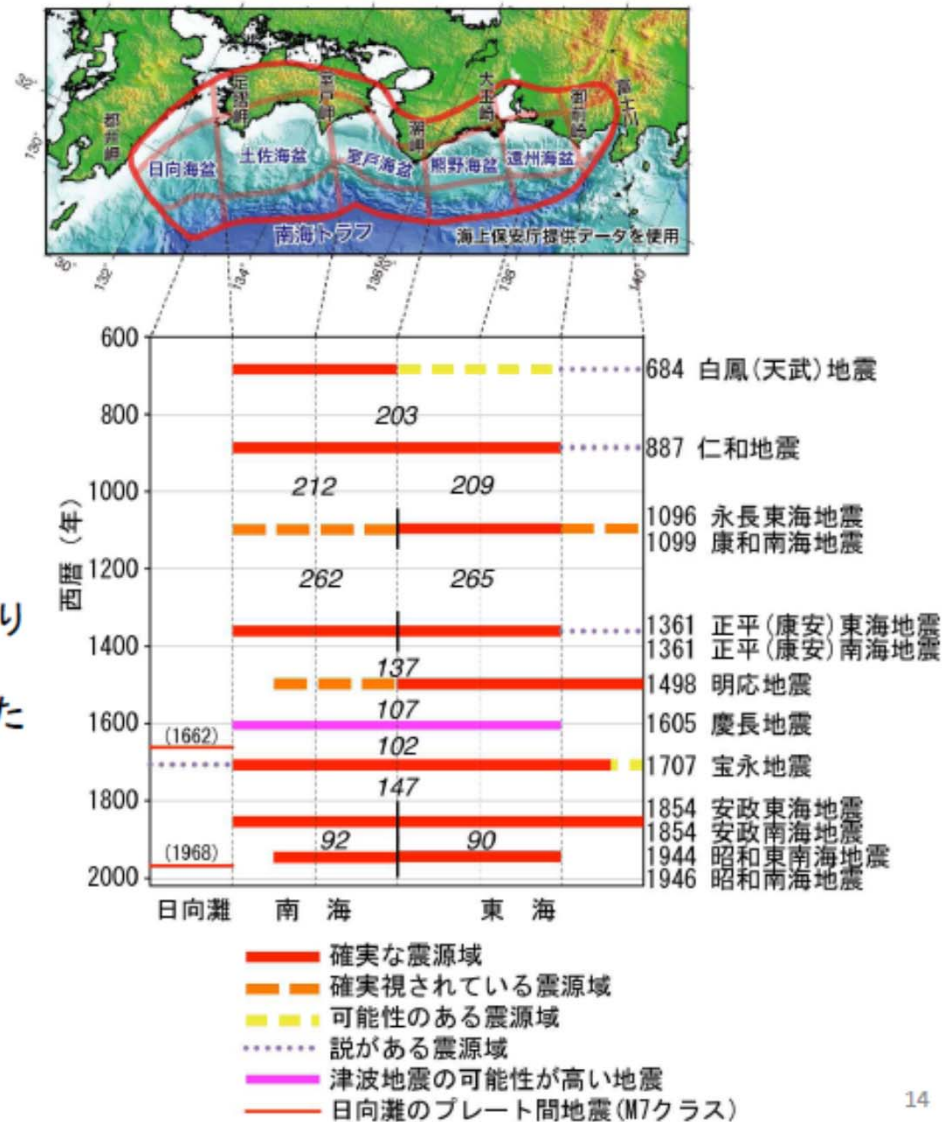 都井岬
足摺岬
室戸岬
潮岬
大王崎
御前崎
富士川
日向海盆
土佐海盆
室戸海盆
熊野海盆
遠州海盆
南海トラフ
海上保安庁提供データを使用
130°
30°
132°
134°
136°
138°
140°
西暦(年)
600
684 白鳳(天武)地震
800
203
887 仁和地震
1000
212
209
1096 永長東海地震
1099 康和南海地震
1200
262
265
り
1361 正平(康安)東海地震
1361 正平(康安)南海地震
1400
137
1498 明応地震
た
107
1600
1605 慶長地震
(1662)
102
1707 宝永地震
147
1800
1854 安政東海地震
1854 安政南海地震
92
90
(1968)
1944 昭和東南海地震
1946 昭和南海地震
2000
日向灘 南海 東海
確実な震源域
確実視されている震源域
可能性のある震源域
説がある震源域
津波地震の可能性が高い地震
日向灘のプレート間地震(M7クラス)
14